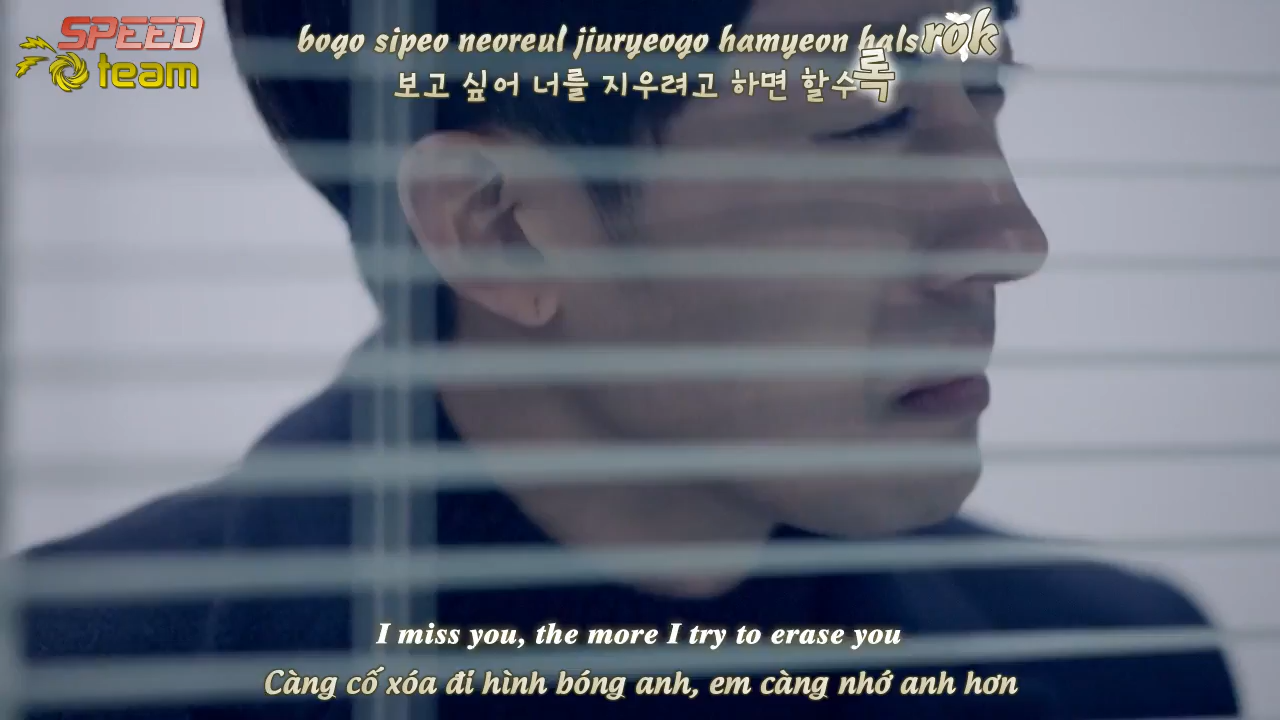 SPEED
team
bogo sipeo neoreul jiuryeogo hamyeon halsrok
보고 싶어 너를 지우려고 하면 할수록
I miss you, the more I try to erase you
Càng cố xóa đi hình bóng anh, em càng nhớ anh hơn